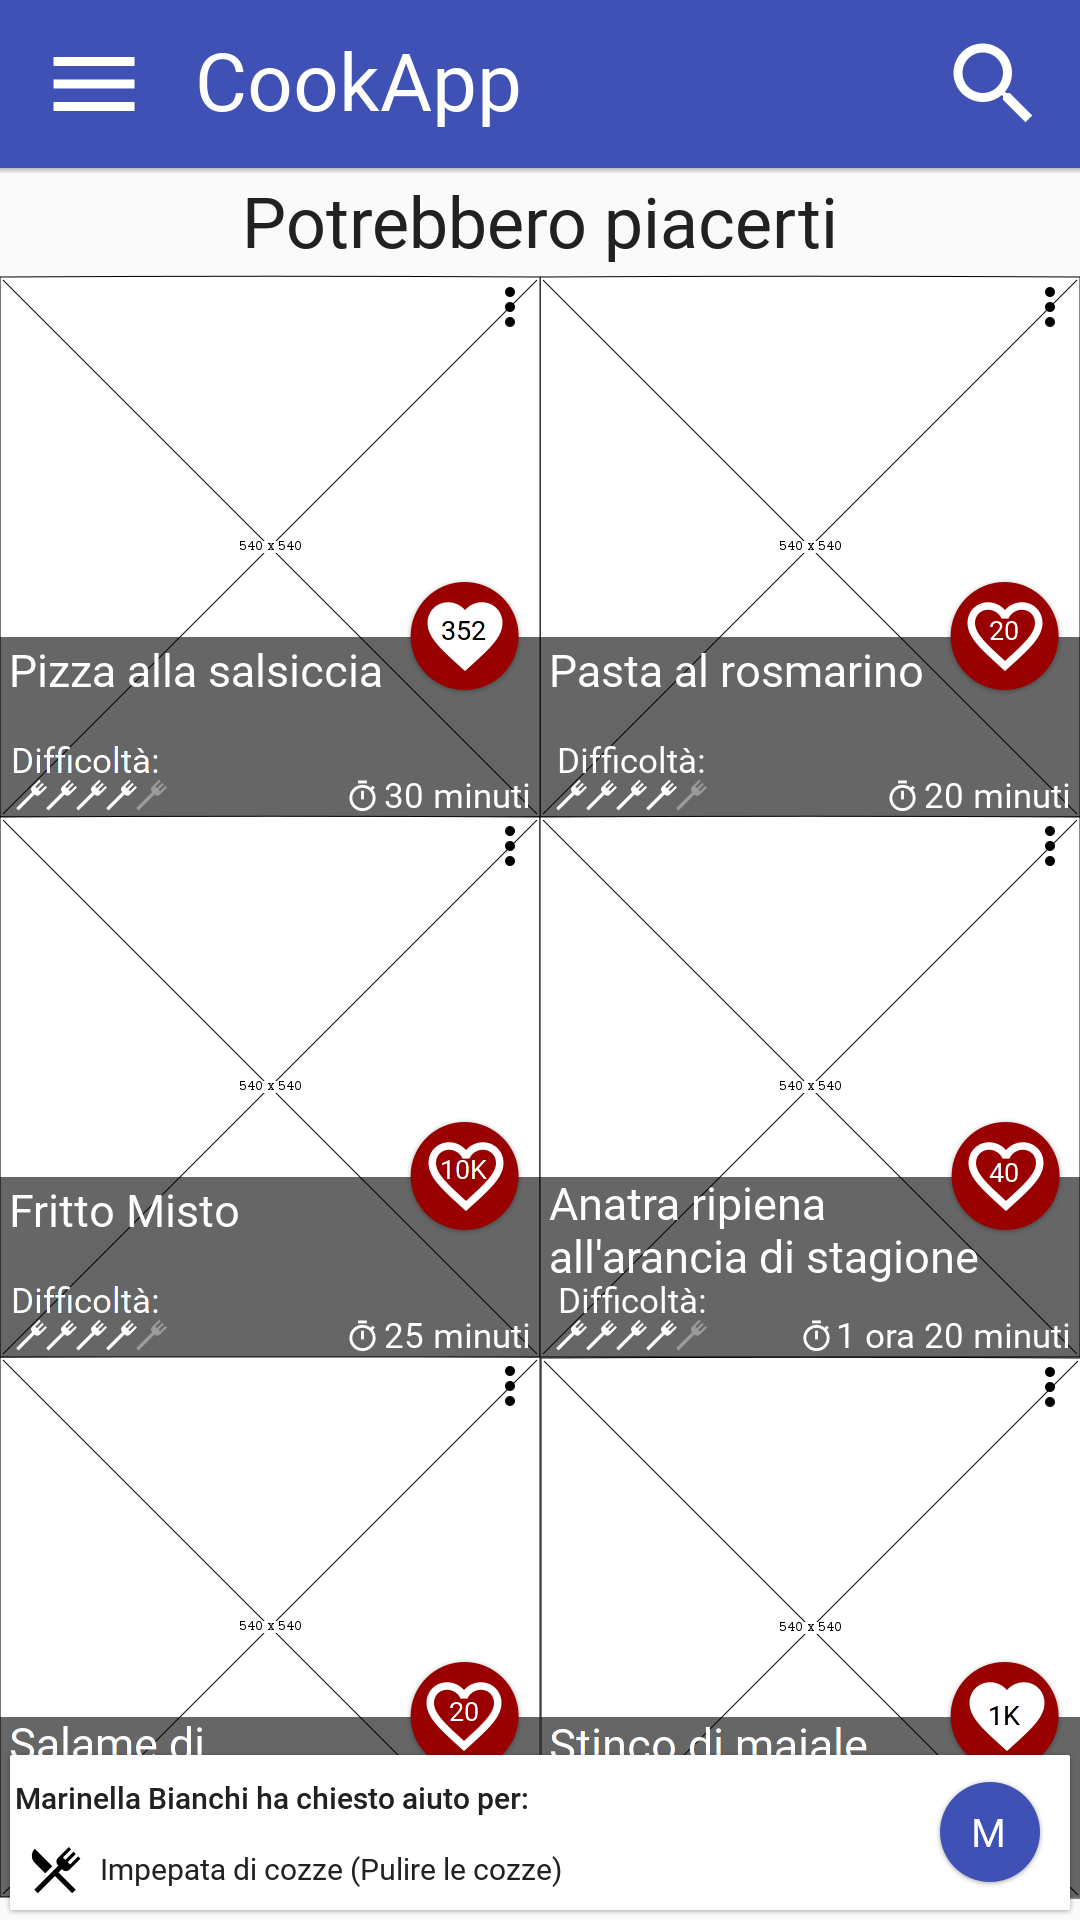 CookApp
Potrebbero piacerti
540 x 540
352
Pizza alla salsiccia
Difficoltà:
30 minuti
540 x 540
20
Pasta al rosmarino
Difficoltà:
20 minuti
540 x 540
10K
Fritto Misto
Difficoltà:
25 minuti
540 x 540
40
Anatra ripiena
all'arancia di stagione
Difficoltà:
1 ora 20 minuti
540 x 540
20
Salame di
540 x 540
1K
Stinco di maiale
Marinella Bianchi ha chiesto aiuto per:
Impepata di cozze (Pulire le cozze)
M